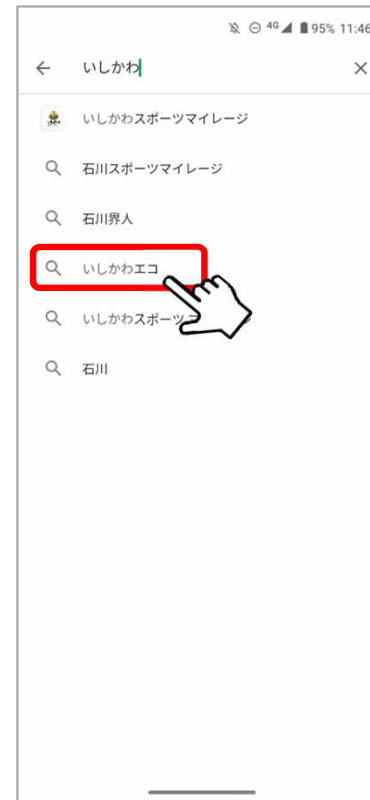 4G 95% 11:46
いしかわ
いしかわスポーツマイレージ
石川スポーツマイレージ
石川界人
いしかわエコ
いしかわスポーツ
石川